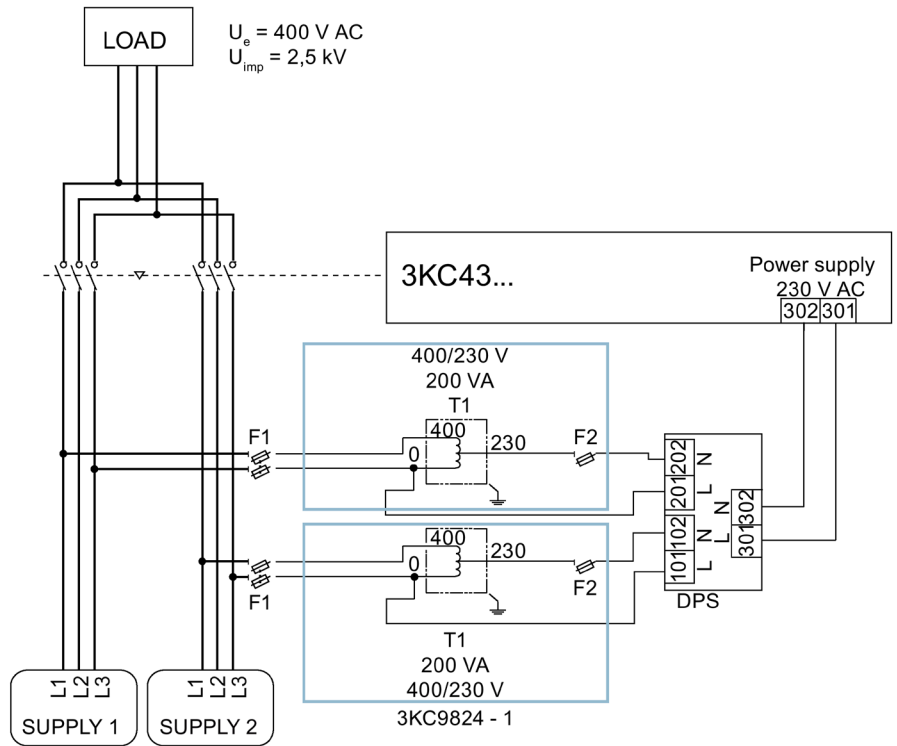 LOAD
Ue = 400 V AC
Uimp = 2,5 kV
3KC43...
Power supply
230 V AC
302 301
400/230 V
200 VA
T1
F1
400
0
230
F2
202 N
201 L
302 N
301 L
102 N
101 L
DPS
400
0
230
F1
F2
T1
200 VA
400/230 V
3KC9824 - 1
L1 L2 L3
SUPPLY 1
L1 L2 L3
SUPPLY 2